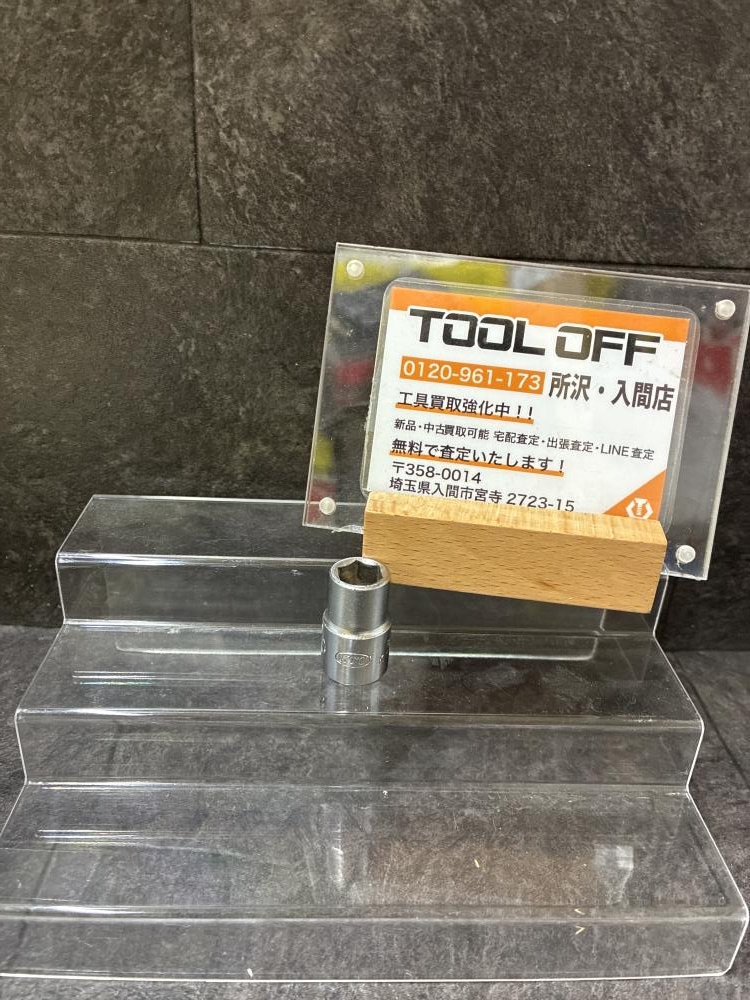 TOOL OFF
0120-961-173 所沢・入間店
工具買取強化中！！
新品・中古買取可能 宅配査定・出張査定・LINE査定
無料で査定いたします！
〒358-0014
埼玉県入間市宮寺 2723-15